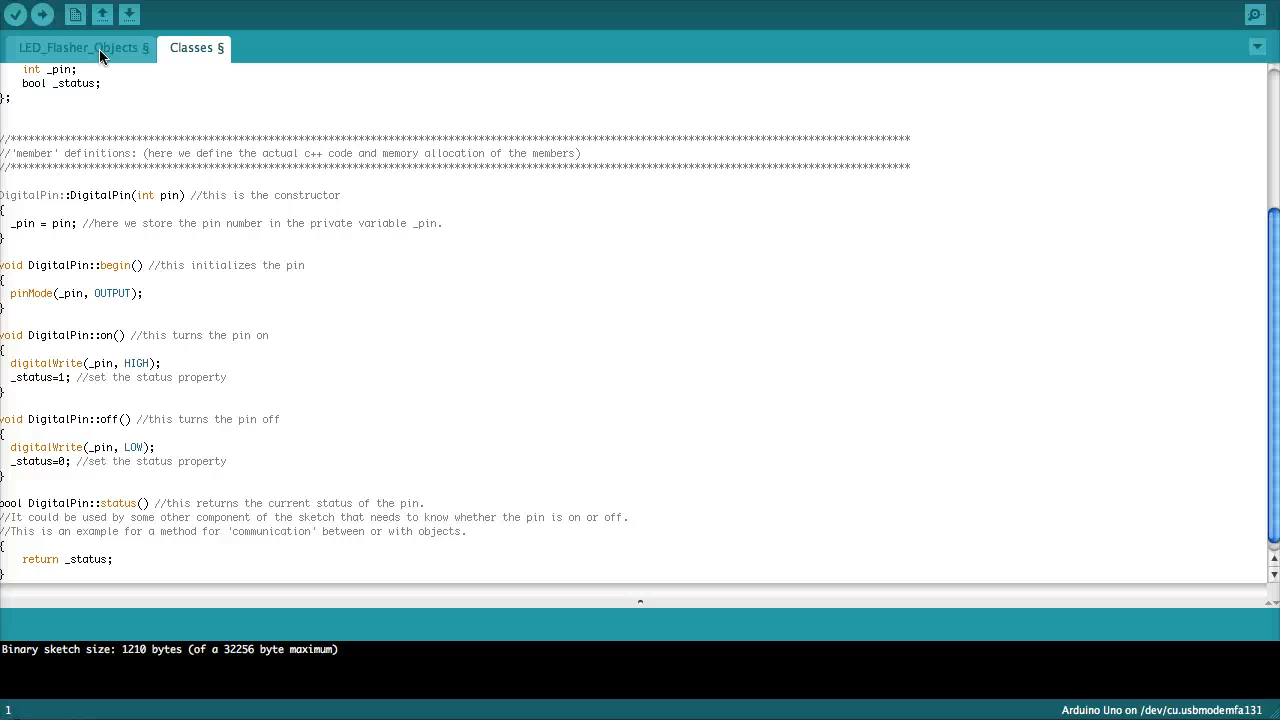 LED_Flasher_Objects § Classes §
int _pin;
bool _status;
};
//******************************************************************************************************************************************************
//'member' definitions: (here we define the actual c++ code and memory allocation of the members)
//******************************************************************************************************************************************************
DigitalPin::DigitalPin(int pin) //this is the constructor
{
_pin = pin; //here we store the pin number in the private variable _pin.
}
void DigitalPin::begin() //this initializes the pin
{
pinMode(_pin, OUTPUT);
}
void DigitalPin::on() //this turns the pin on
{
digitalWrite(_pin, HIGH);
_status=1; //set the status property
}
void DigitalPin::off() //this turns the pin off
{
digitalWrite(_pin, LOW);
_status=0; //set the status property
}
bool DigitalPin::status() //this returns the current status of the pin.
//It could be used by some other component of the sketch that needs to know whether the pin is on or off.
//This is an example for a method for 'communication' between or with objects.
{
return _status;
}
Binary sketch size: 1210 bytes (of a 32256 byte maximum)
1 Arduino Uno on /dev/cu.usbmodemfa131